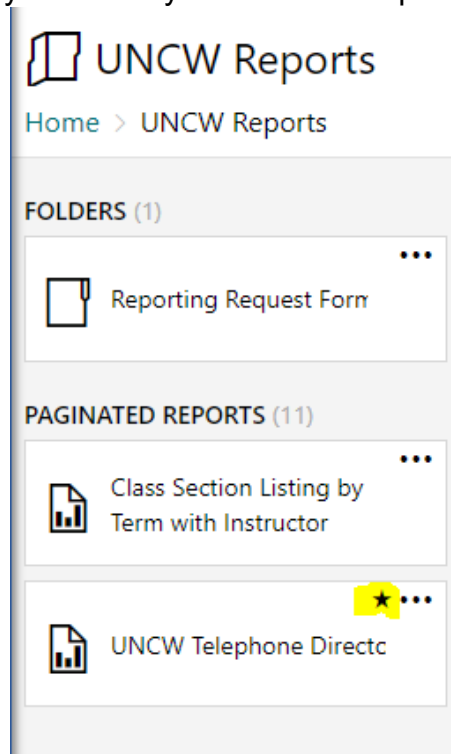 UNCW Reports
Home > UNCW Reports
FOLDERS (1)
•••
Reporting Request Form
PAGINATED REPORTS (11)
•••
Class Section Listing by
Term with Instructor
★•••
UNCW Telephone Directo